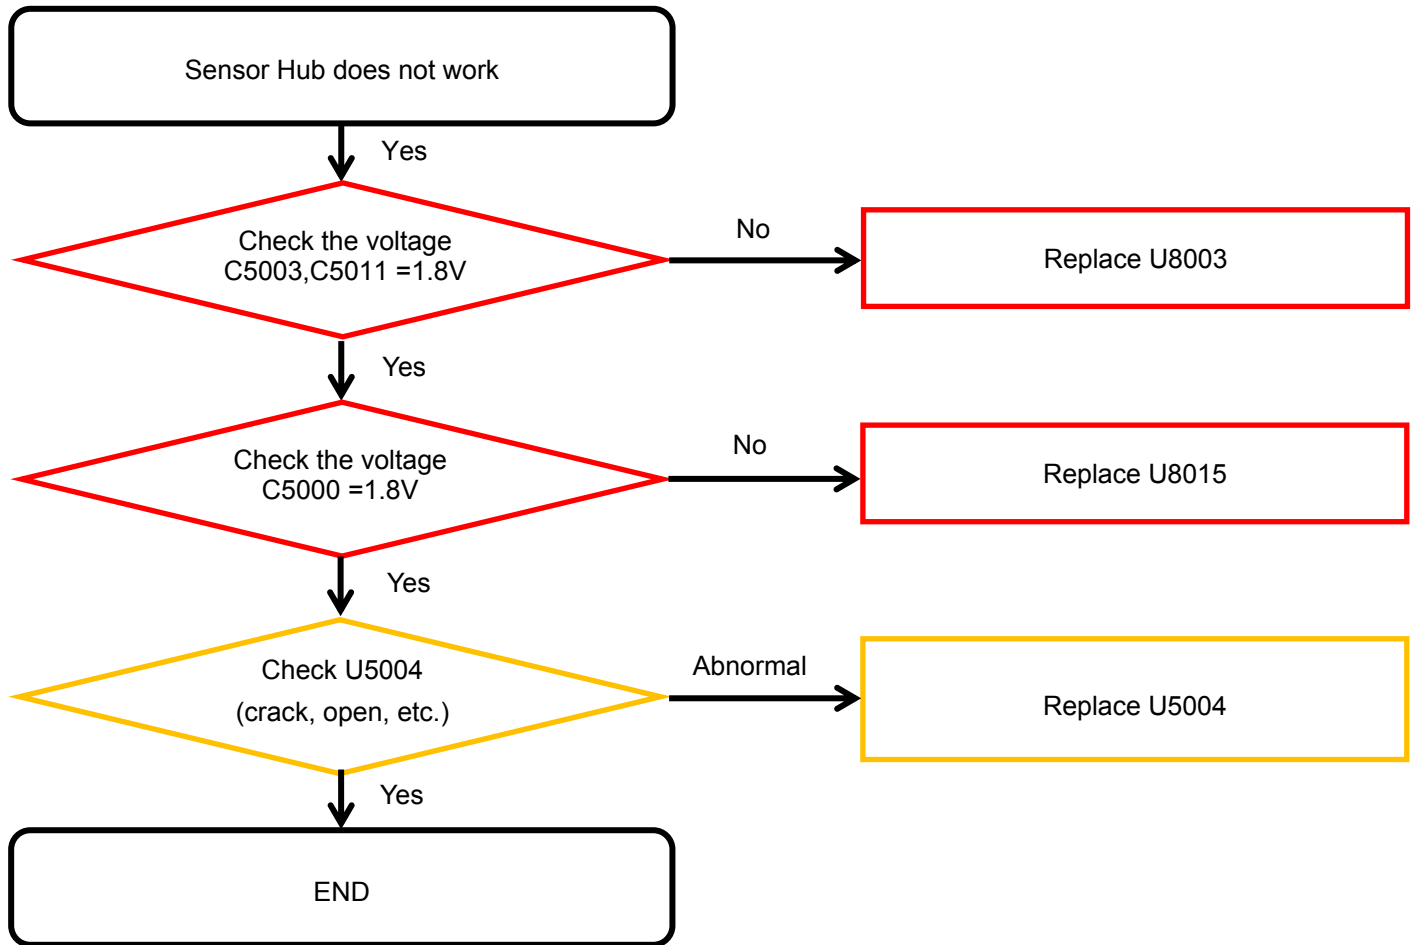 Sensor Hub does not work
Yes
Check the voltage
C5003,C5011 =1.8V
No
Replace U8003
Yes
Check the voltage
C5000 =1.8V
No
Replace U8015
Yes
Check U5004
(crack, open, etc.)
Abnormal
Replace U5004
Yes
END